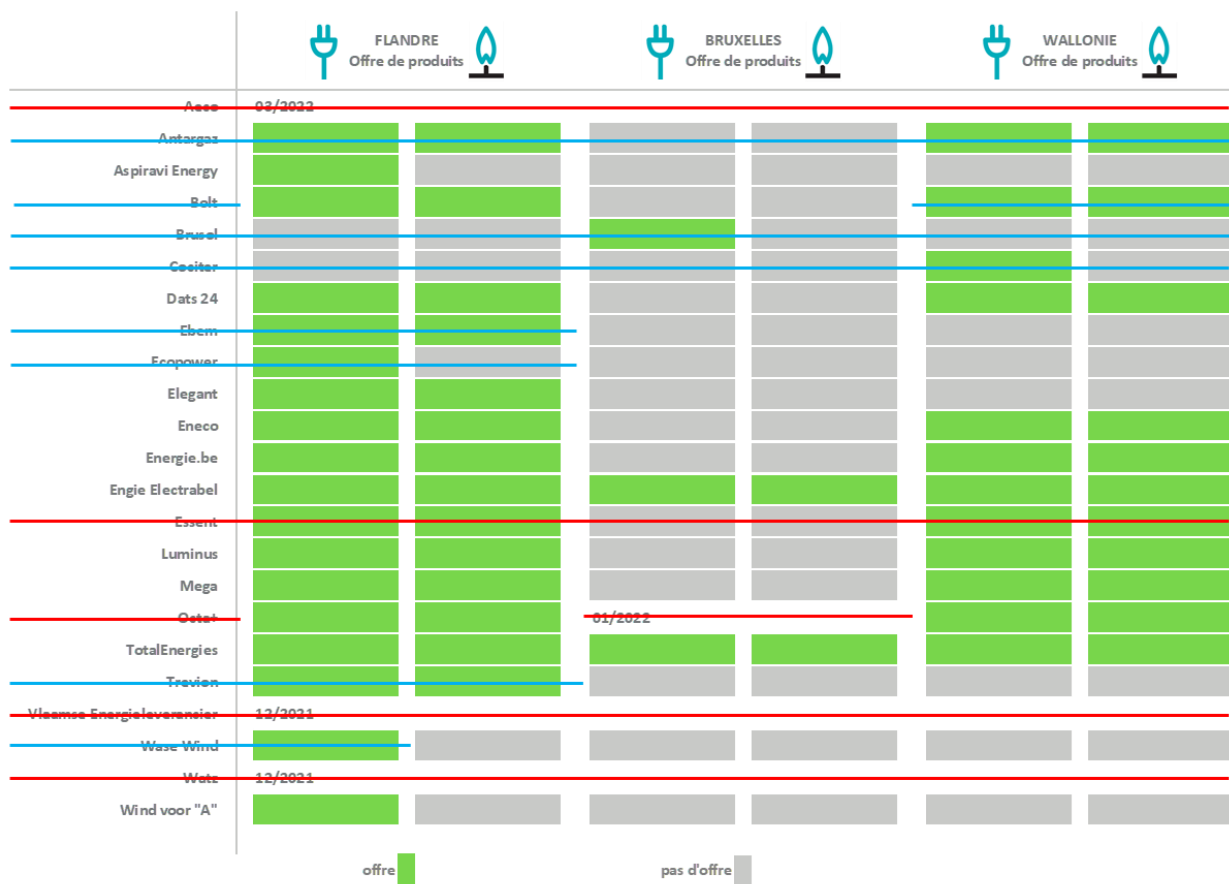 FLANDRE
Offre de produits
BRUXELLES
Offre de produits
WALLONIE
Offre de produits
03/2022
Antargaz
Aspiravi Energy
Bolt
Brusol
Cociter
Dats 24
Ebem
Ecopower
Elegant
Eneco
Energie.be
Engie Electrabel
Essent
Luminus
Mega
Octa+ 01/2022
TotalEnergies
Trevion
Vlaamse Energieleverancier 12/2021
Wase Wind
Watz 12/2021
Wind voor "A"
offre
pas d'offre